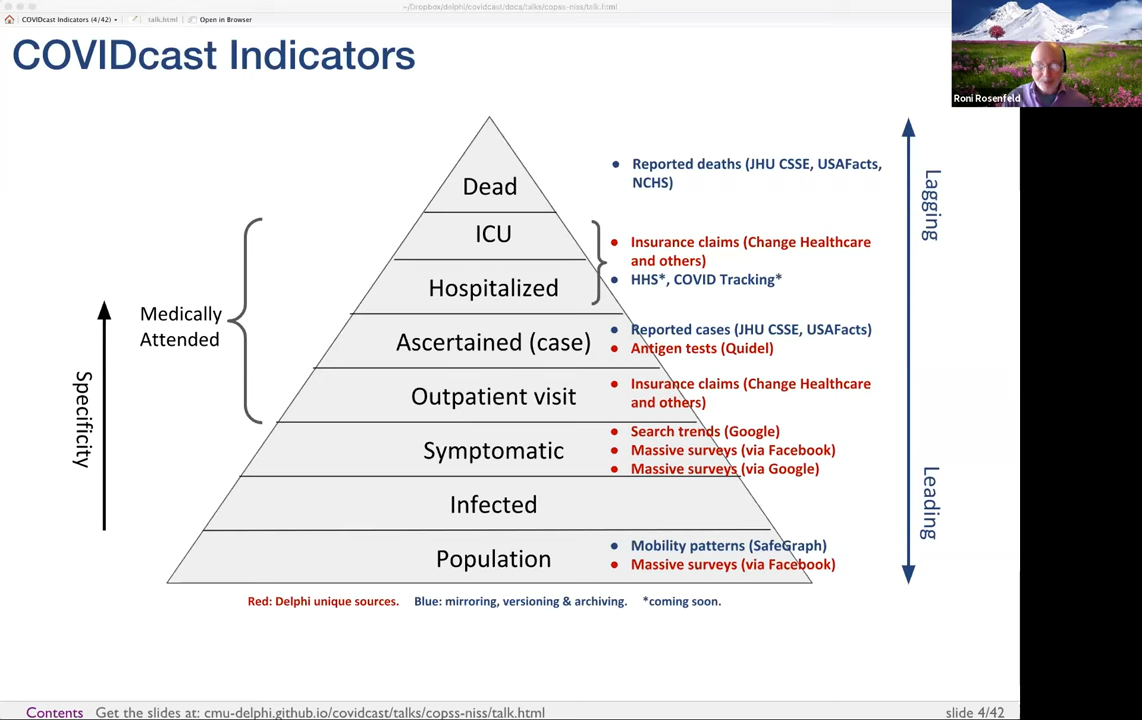 ~/Dropbox/delphi/covidcast/docs/talks/copss-niss/talk.html
COVIDcast Indicators (4/42)
talk.html
Open in Browser
COVIDcast Indicators
Roni Rosenfeld
Dead
ICU
Hospitalized
Ascertained (case)
Outpatient visit
Symptomatic
Infected
Population
Medically
Attended
Specificity
Reported deaths (JHU CSSE, USAFacts,
NCHS)
Insurance claims (Change Healthcare
and others)
HHS*, COVID Tracking*
Reported cases (JHU CSSE, USAFacts)
Antigen tests (Quidel)
Insurance claims (Change Healthcare
and others)
Search trends (Google)
Massive surveys (via Facebook)
Massive surveys (via Google)
Mobility patterns (SafeGraph)
Massive surveys (via Facebook)
Lagging
Leading
Red: Delphi unique sources. Blue: mirroring, versioning & archiving. *coming soon.
Contents Get the slides at: cmu-delphi.github.io/covidcast/talks/copss-niss/talk.html slide 4/42